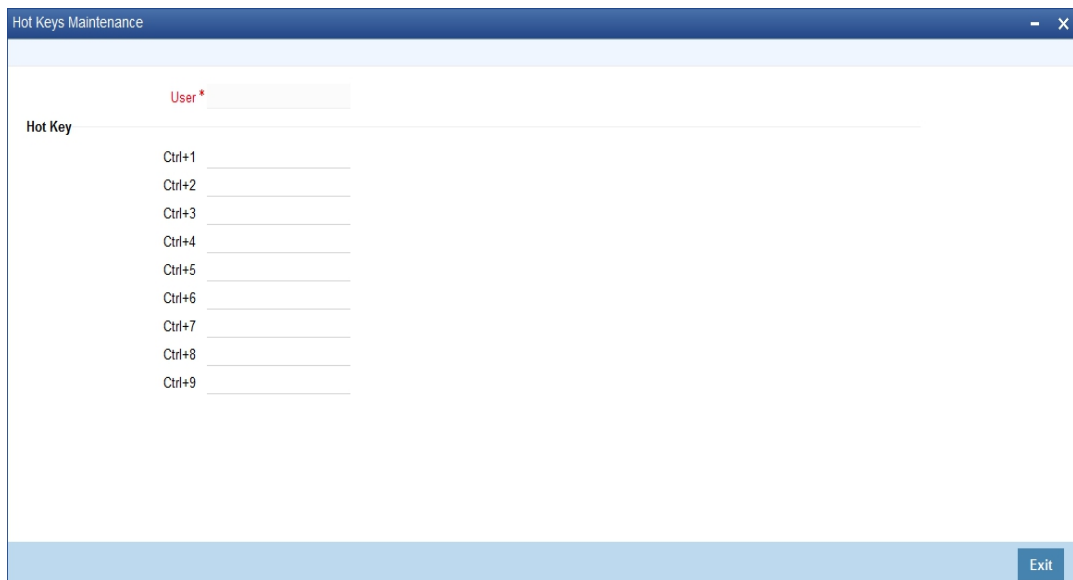 Hot Keys Maintenance
User *
Hot Key
Ctrl+1
Ctrl+2
Ctrl+3
Ctrl+4
Ctrl+5
Ctrl+6
Ctrl+7
Ctrl+8
Ctrl+9
Exit